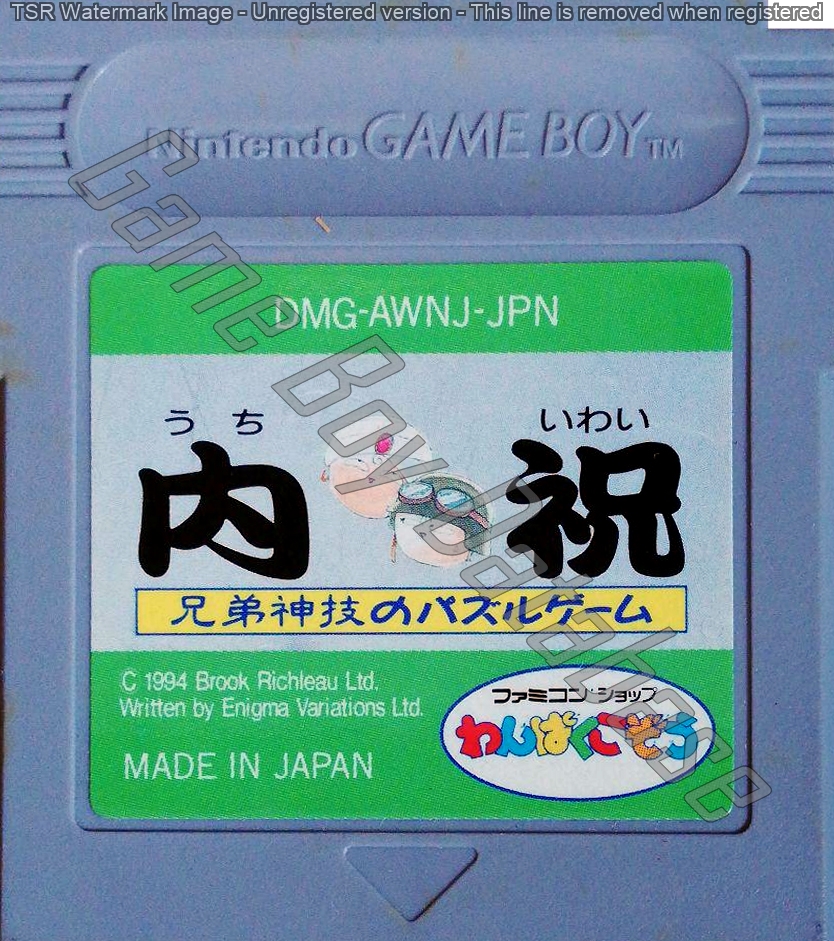 TSR Watermark Image - Unregistered version - This line is removed when registered
Nintendo GAME BOY TM
DMG-AWNJ-JPN
うち いわい
内祝
兄弟神技のパズルゲーム
© 1994 Brook Richleau Ltd.
Written by Enigma Variations Ltd.
MADE IN JAPAN
ファミコンショップ
わんぱくこぞう
Game Boy Database